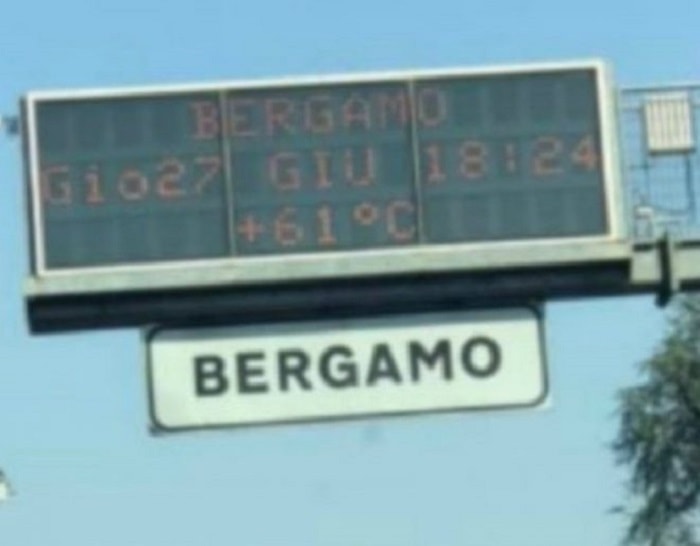 BERGAMO
Gio27 GIU 18:24
+61°C
BERGAMO